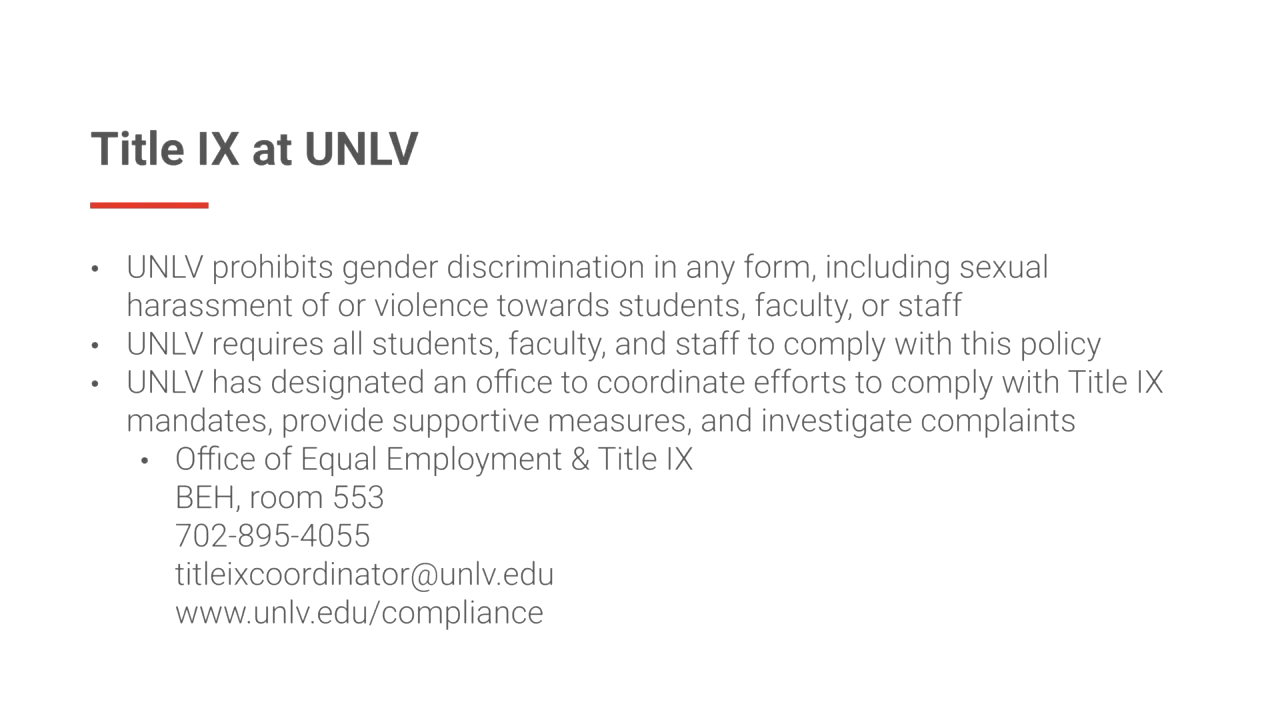 Title IX at UNLV
• UNLV prohibits gender discrimination in any form, including sexual
harassment of or violence towards students, faculty, or staff
• UNLV requires all students, faculty, and staff to comply with this policy
• UNLV has designated an office to coordinate efforts to comply with Title IX
mandates, provide supportive measures, and investigate complaints
• Office of Equal Employment & Title IX
BEH, room 553
702-895-4055
titleixcoordinator@unlv.edu
www.unlv.edu/compliance